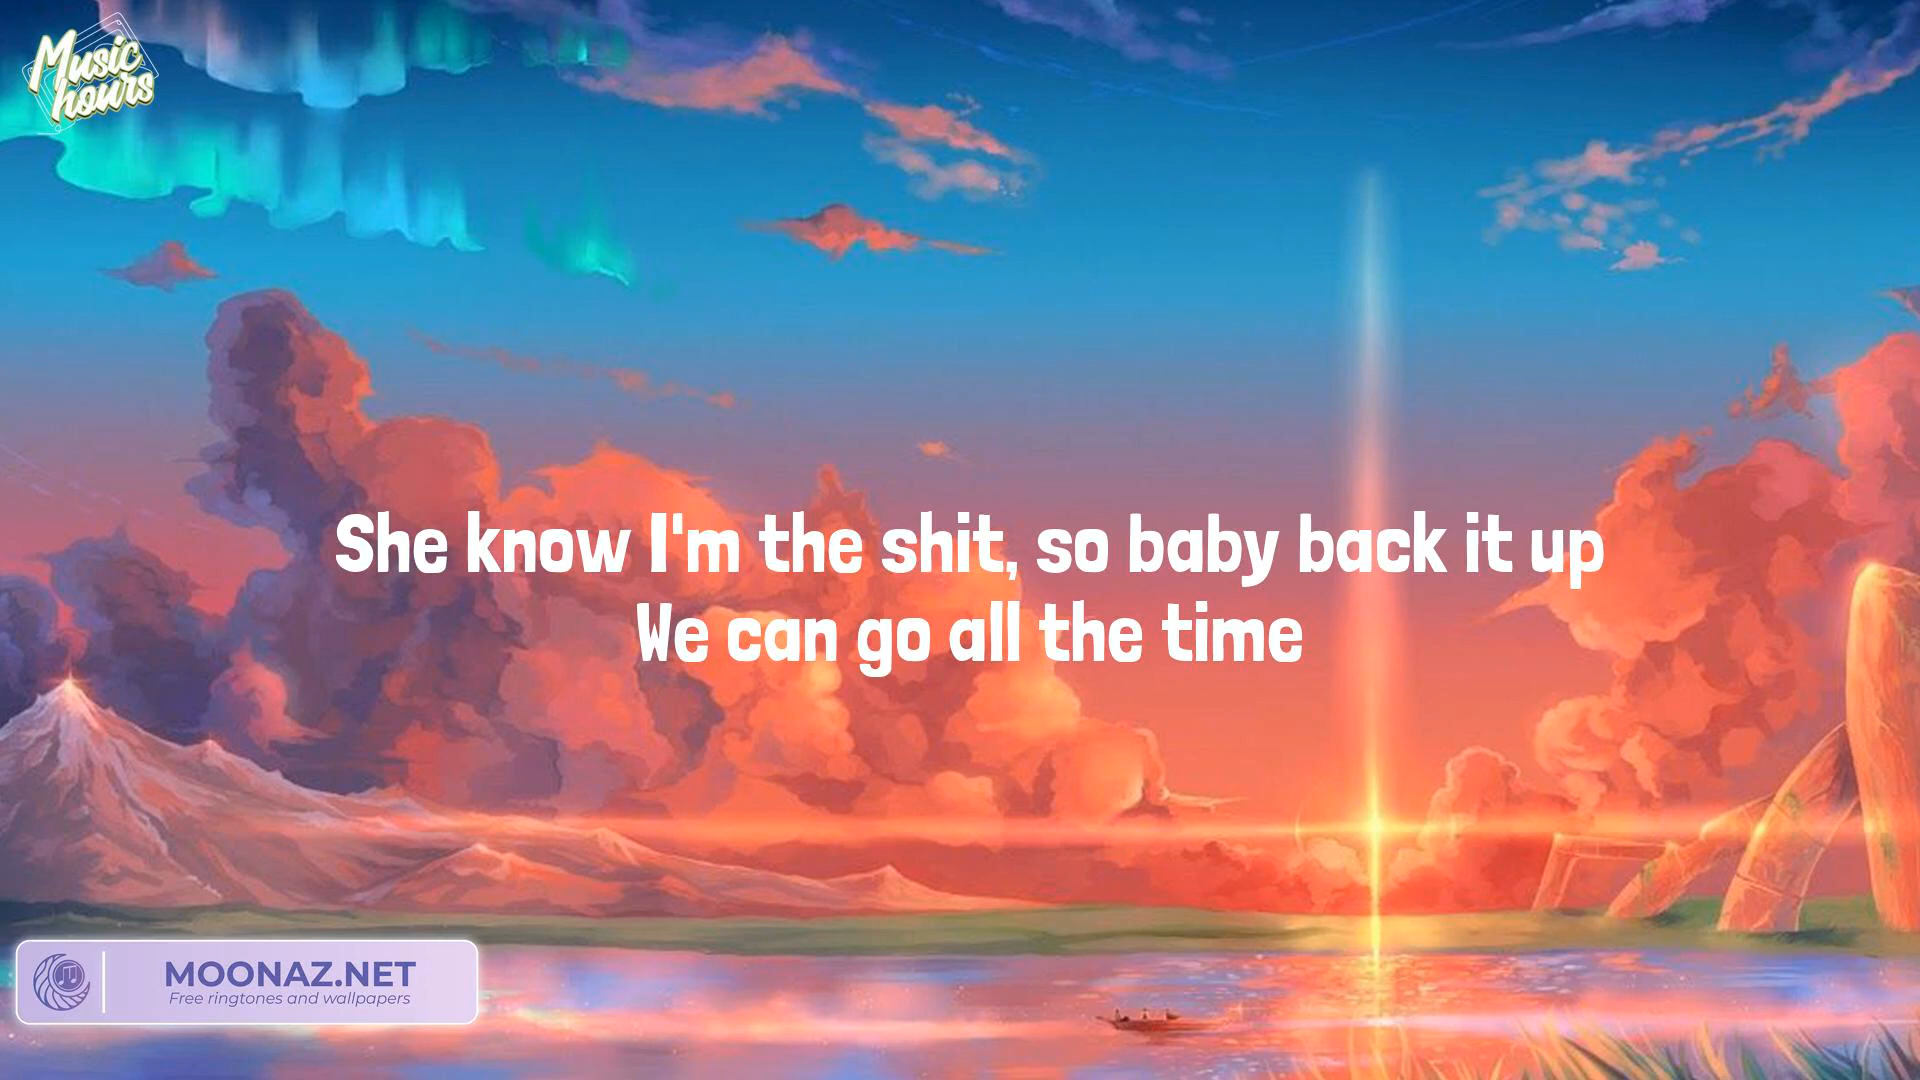 Music
hours
She know I'm the shit, so baby back it up
We can go all the time
MOONAZ.NET
Free ringtones and wallpapers